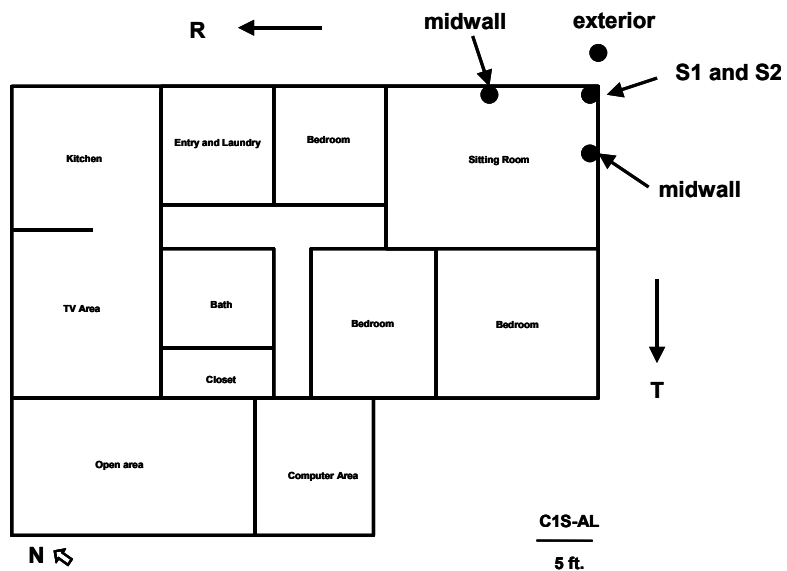 midwall
exterior
R
S1 and S2
Entry and Laundry
Bedroom
Kitchen
Sitting Room
midwall
TV Area
Bath
Bedroom
Bedroom
Closet
T
Open area
Computer Area
C1S-AL
N
5 ft.